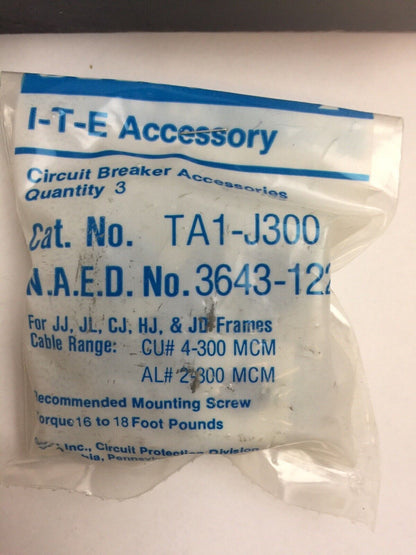 I-T-E Accessory
Circuit Breaker Accessories
Quantity 3
Cat. No. TA1-J300
N.A.E.D. No. 3643-122
For JJ, JL, CJ, HJ, & JD Frames
Cable Range: CU# 4-300 MCM
AL# 2-300 MCM
Recommended Mounting Screw
Torque 16 to 18 Foot Pounds
Inc., Circuit Protection Division